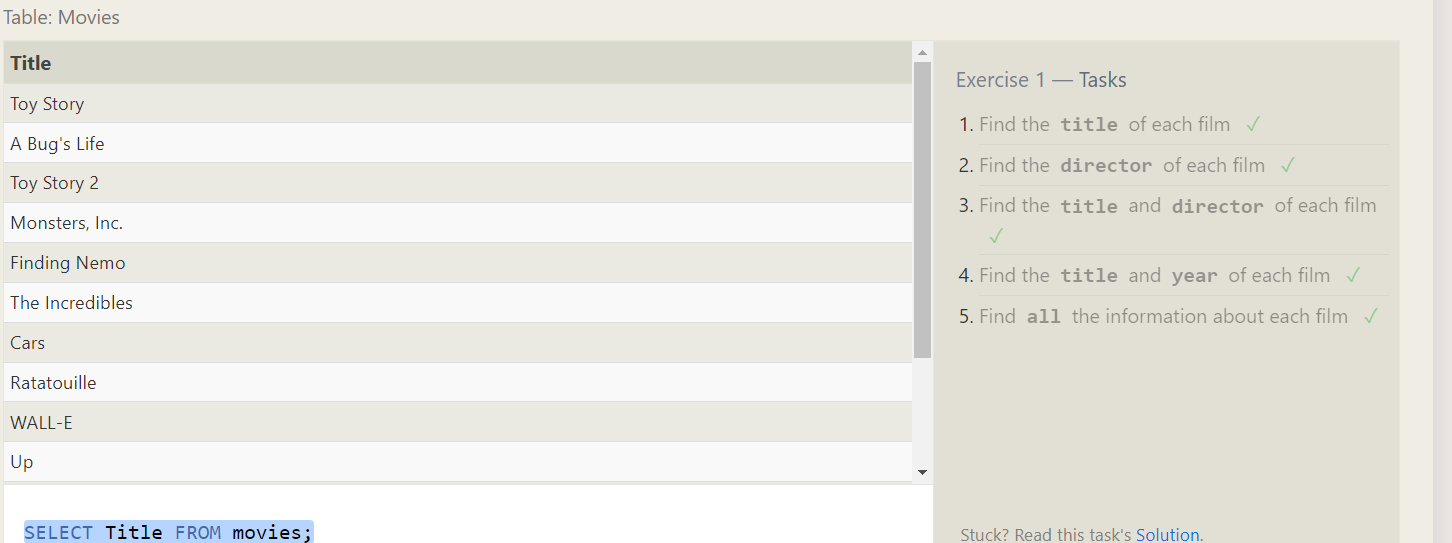 Table: Movies
Title
Toy Story
A Bug's Life
Toy Story 2
Monsters, Inc.
Finding Nemo
The Incredibles
Cars
Ratatouille
WALL-E
Up
SELECT Title FROM movies;
Exercise 1 — Tasks
1. Find the title of each film ✓
2. Find the director of each film ✓
3. Find the title and director of each film
✓
4. Find the title and year of each film ✓
5. Find all the information about each film ✓
Stuck? Read this task's Solution.